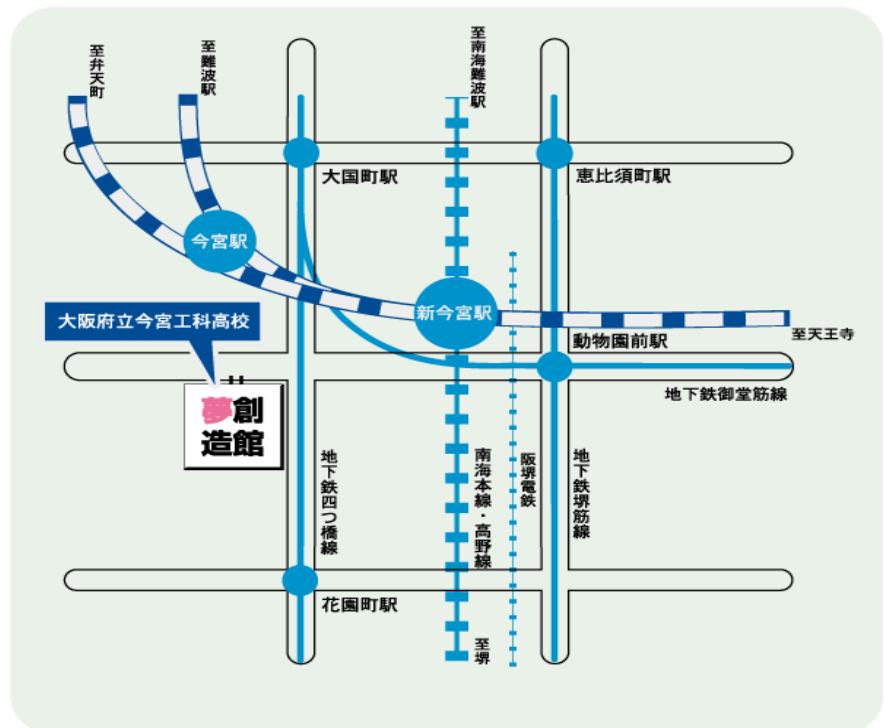 至弁天町
至難波駅
至南海難波駅
大国町駅
恵比須町駅
今宮駅
新今宮駅
大阪府立今宮工科高校
至天王寺
動物園前駅
地下鉄御堂筋線
夢創
造館
地下鉄四つ橋線
南海本線・高野線
阪堺電鉄
地下鉄堺筋線
花園町駅
至堺